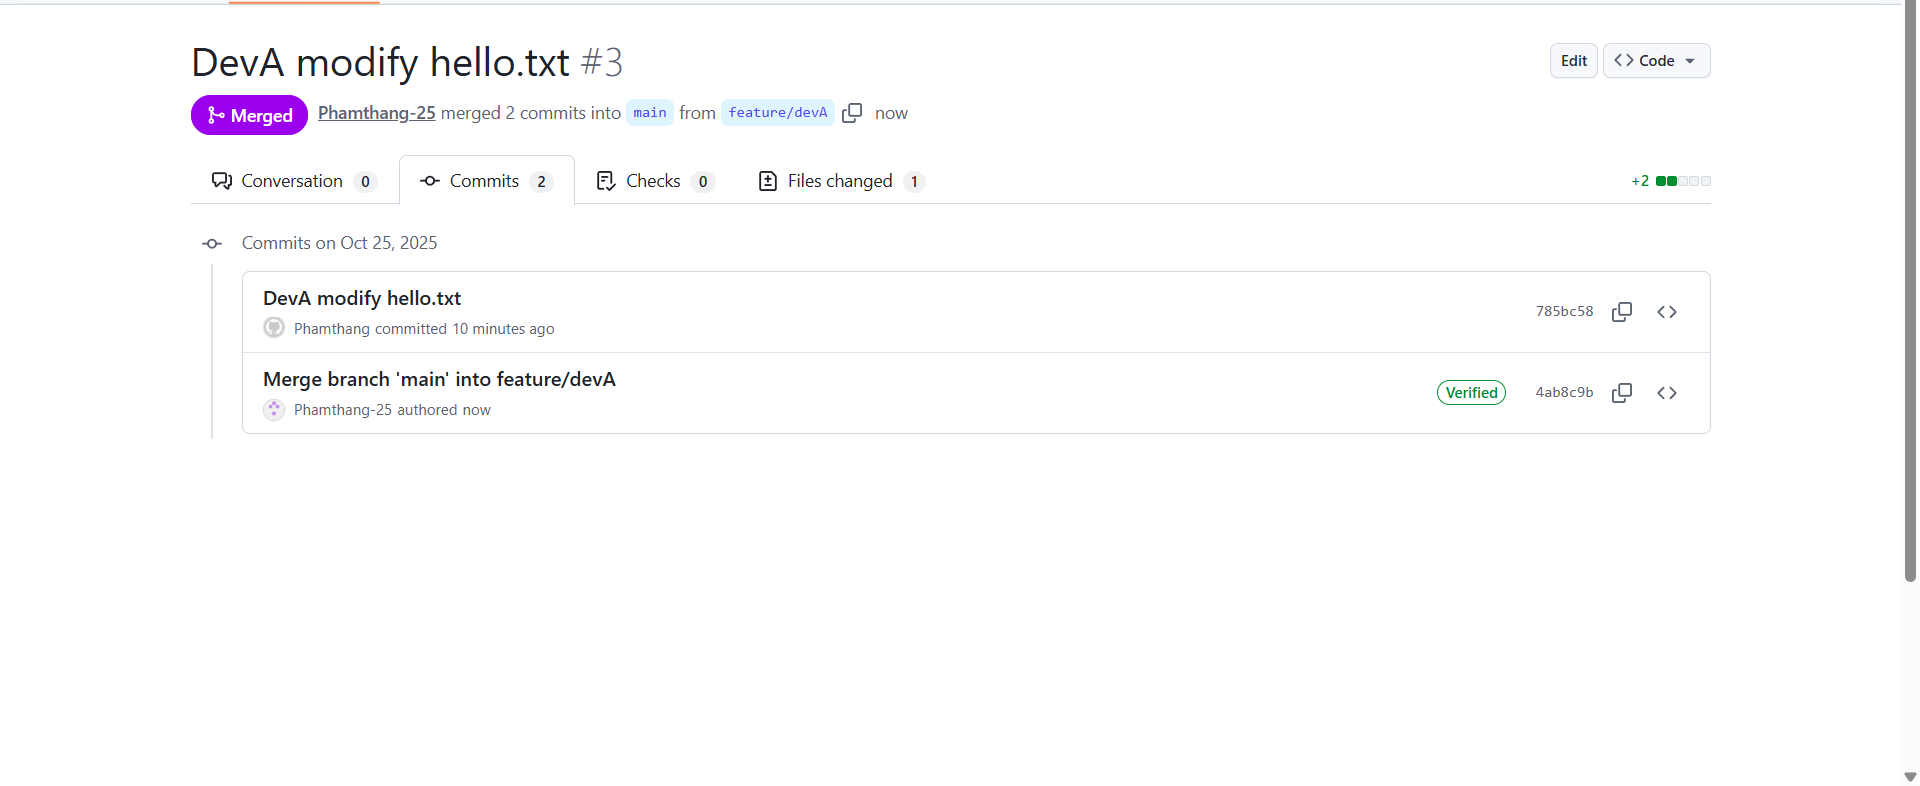 DevA modify hello.txt #3
Edit
Code
Merged
Phamthang-25 merged 2 commits into main from feature/devA now
Conversation 0
Commits 2
Checks 0
Files changed 1
+2
Commits on Oct 25, 2025
DevA modify hello.txt
Phamthang committed 10 minutes ago
785bc58
Merge branch 'main' into feature/devA
Phamthang-25 authored now
Verified
4ab8c9b